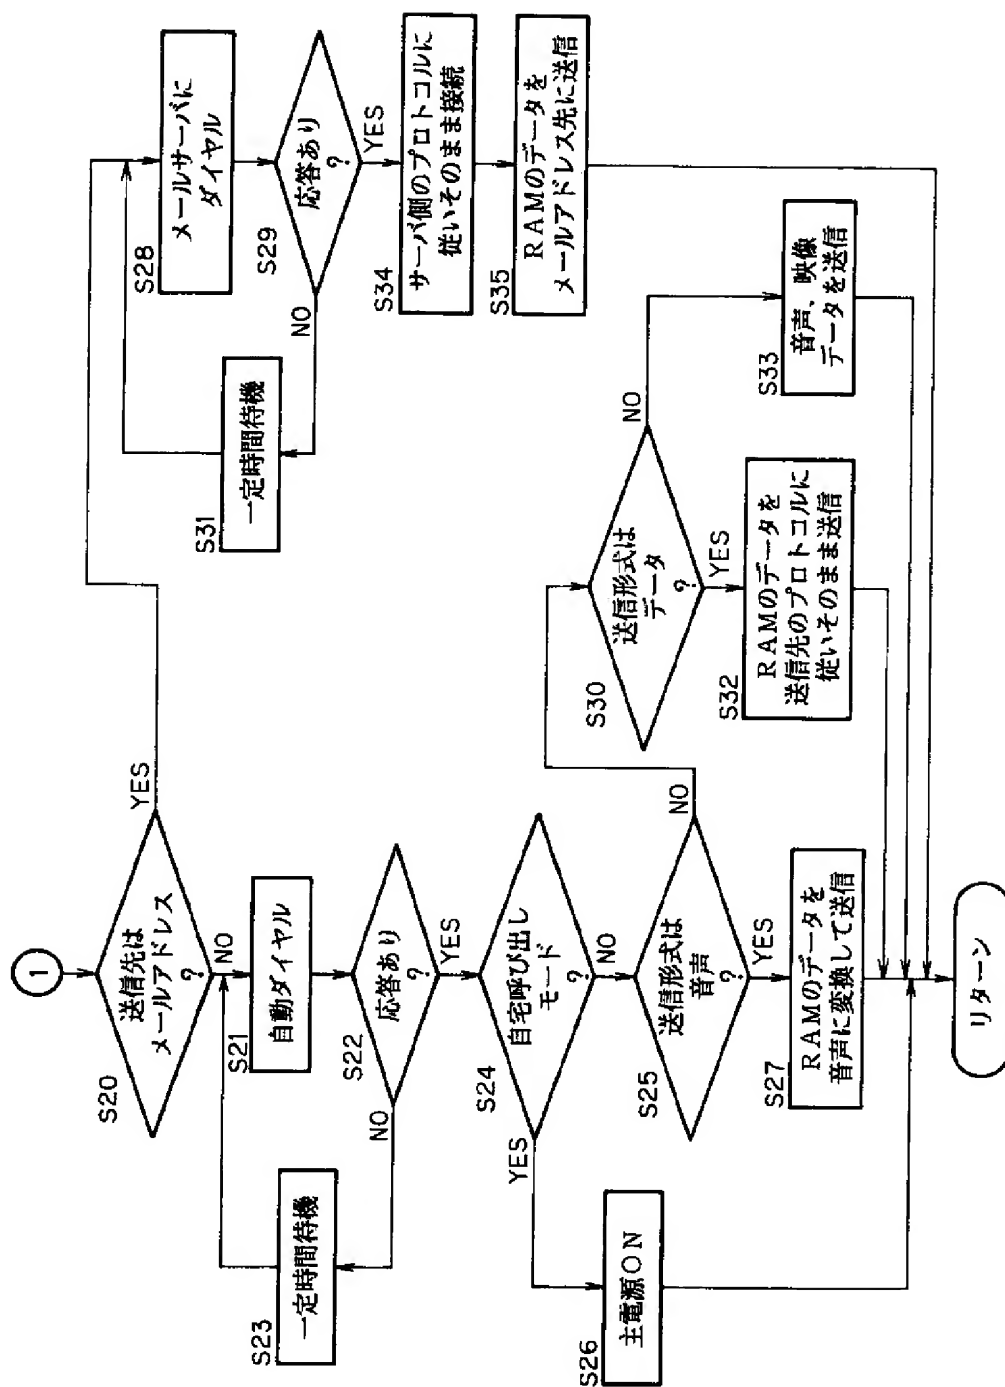 1
S20
送信先は
メールアドレス
?
YES
NO
S21
自動ダイヤル
S22
応答あり
?
NO
YES
S23
一定時間待機
S24
自宅呼び出し
モード
?
YES
NO
S26
主電源ON
S25
送信形式は
音声
?
NO
YES
S27
RAMのデータを
音声に変換して送信
S28
メールサーバに
ダイヤル
S29
応答あり
?
NO
YES
S31
一定時間待機
S34
サーバ側のプロトコルに
従いそのまま接続
S35
RAMのデータを
メールアドレス先に送信
S30
送信形式は
データ
?
NO
YES
S32
RAMのデータを
送信先のプロトコルに
従いそのまま送信
S33
音声、映像
データを送信
リターン